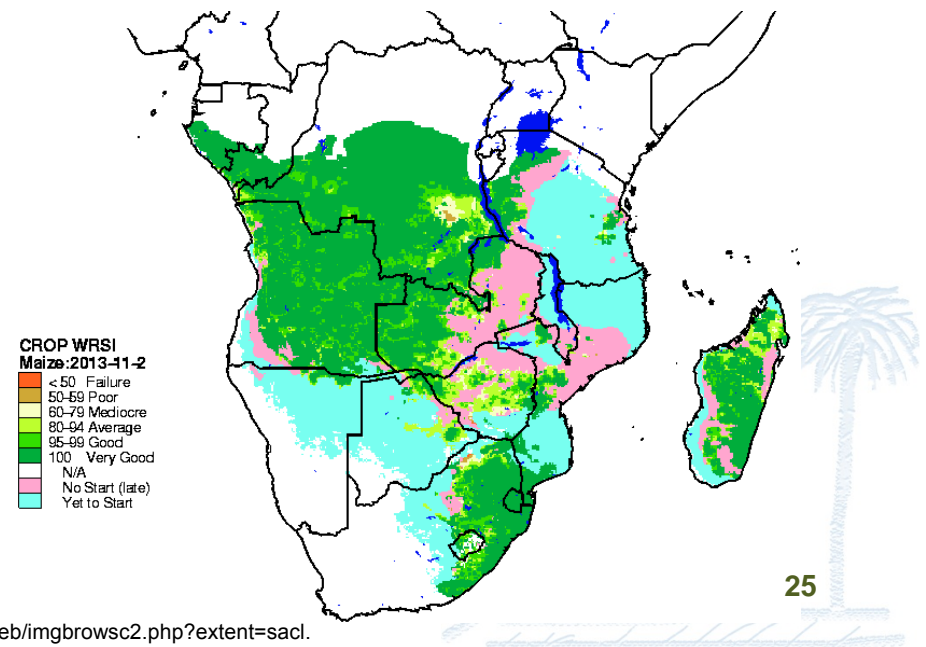 CROP WRSI
Maize:2013-11-2
<50 Failure
50-59 Poor
60-79 Mediocre
80-94 Average
95-99 Good
100 Very Good
N/A
No Start (late)
Yet to Start
25
eb/imgbrowsc2.php?extent=sacl.